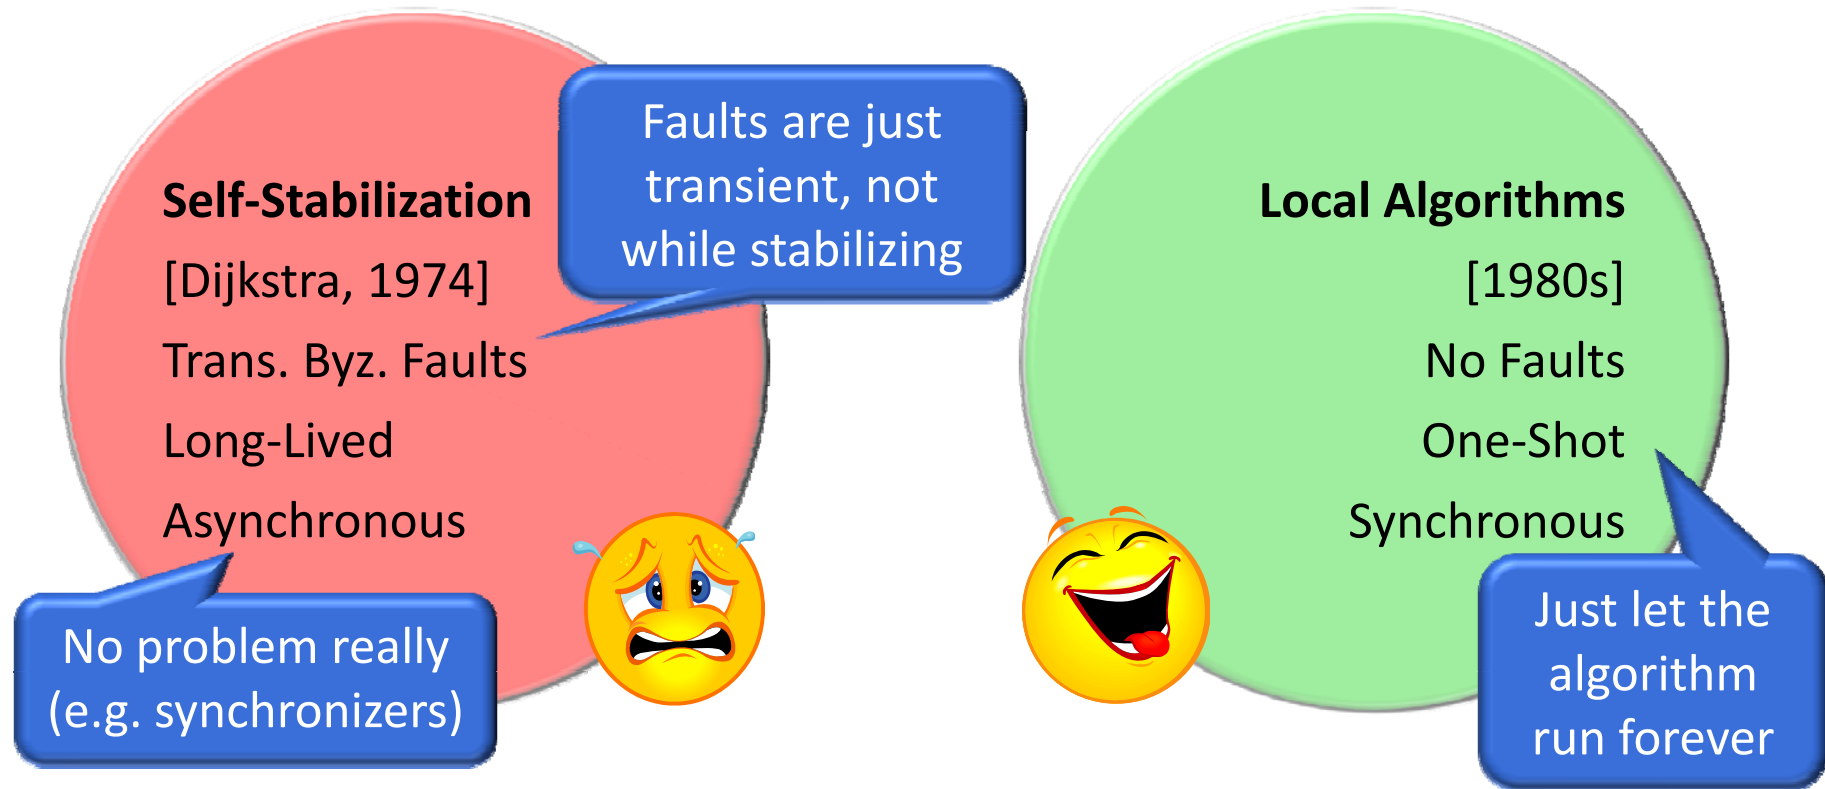 Self-Stabilization
[Dijkstra, 1974]
Trans. Byz. Faults
Long-Lived
Asynchronous
Faults are just
transient, not
while stabilizing
No problem really
(e.g. synchronizers)
Local Algorithms
[1980s]
No Faults
One-Shot
Synchronous
Just let the
algorithm
run forever